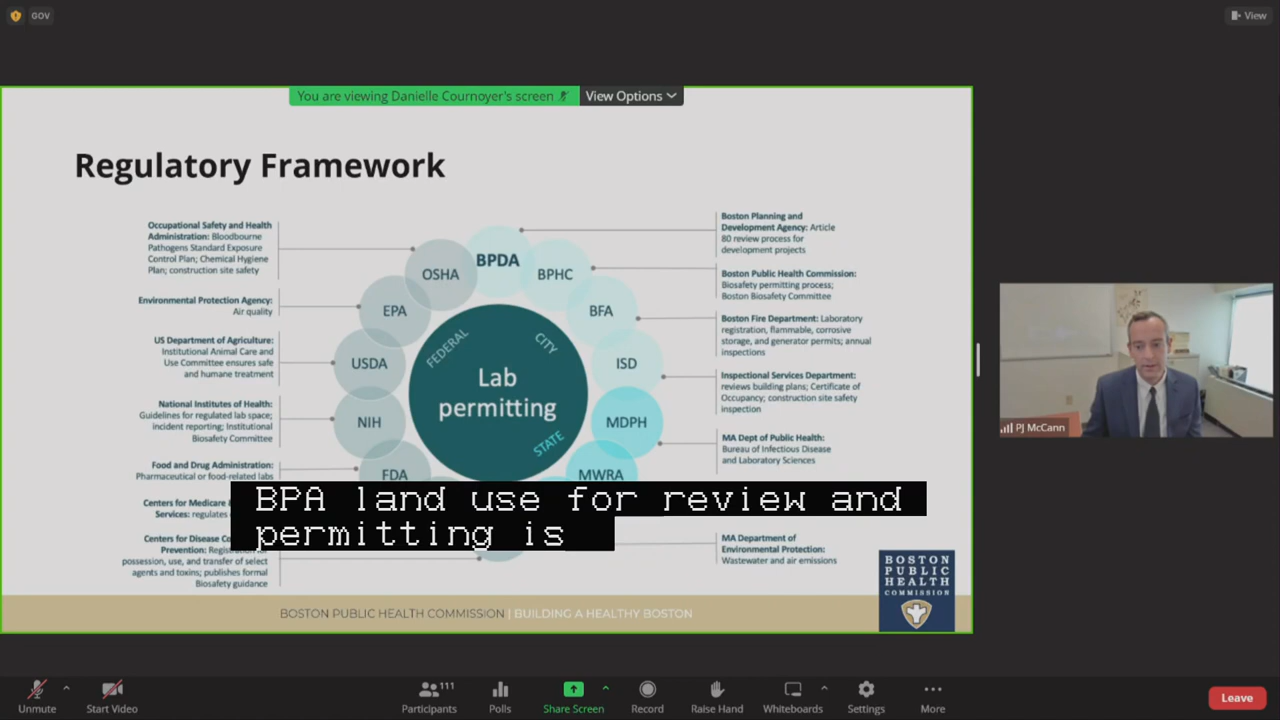 GOV
View
You are viewing Danielle Cournoyer's screen
View Options
Regulatory Framework
Occupational Safety and Health
Administration: Bloodbourne
Pathogens Standard Exposure
Control Plan; Chemical Hygiene
Plan; construction site safety
Environmental Protection Agency:
Air quality
US Department of Agriculture:
Institutional Animal Care and
Use Committee ensures safe
and humane treatment
National Institutes of Health:
Guidelines for regulated lab space;
incident reporting; Institutional
Biosafety Committee
Food and Drug Administration:
Pharmaceutical or food-related labs
Centers for Medicare
Services: regulates
Centers for Disease
Prevention:
possession, use, and transfer of select
agents and toxins; publishes formal
Biosafety guidance
OSHA
BPDA
BPHC
EPA
BFA
USDA
ISD
NIH
MDPH
FDA
MWRA
FEDERAL
CITY
STATE
Lab
permitting
Boston Planning and
Development Agency: Article
80 review process for
development projects
Boston Public Health Commission:
Biosafety permitting process;
Boston Biosafety Committee
Boston Fire Department: Laboratory
registration, flammable, corrosive
storage, and generator permits; annual
inspections
Inspectional Services Department:
reviews building plans; Certificate of
Occupancy; construction site safety
inspection
MA Dept of Public Health:
Bureau of Infectious Disease
and Laboratory Sciences
MA Department of
Environmental Protection:
Wastewater and air emissions
BPA land use for review and
permitting is
BOSTON PUBLIC HEALTH COMMISSION | BUILDING A HEALTHY BOSTON
BOSTON
PUBLIC
HEALTH
COMMISSION
PJ McCann
Unmute
Start Video
Participants
111
Polls
Share Screen
Record
Raise Hand
Whiteboards
Settings
More
Leave